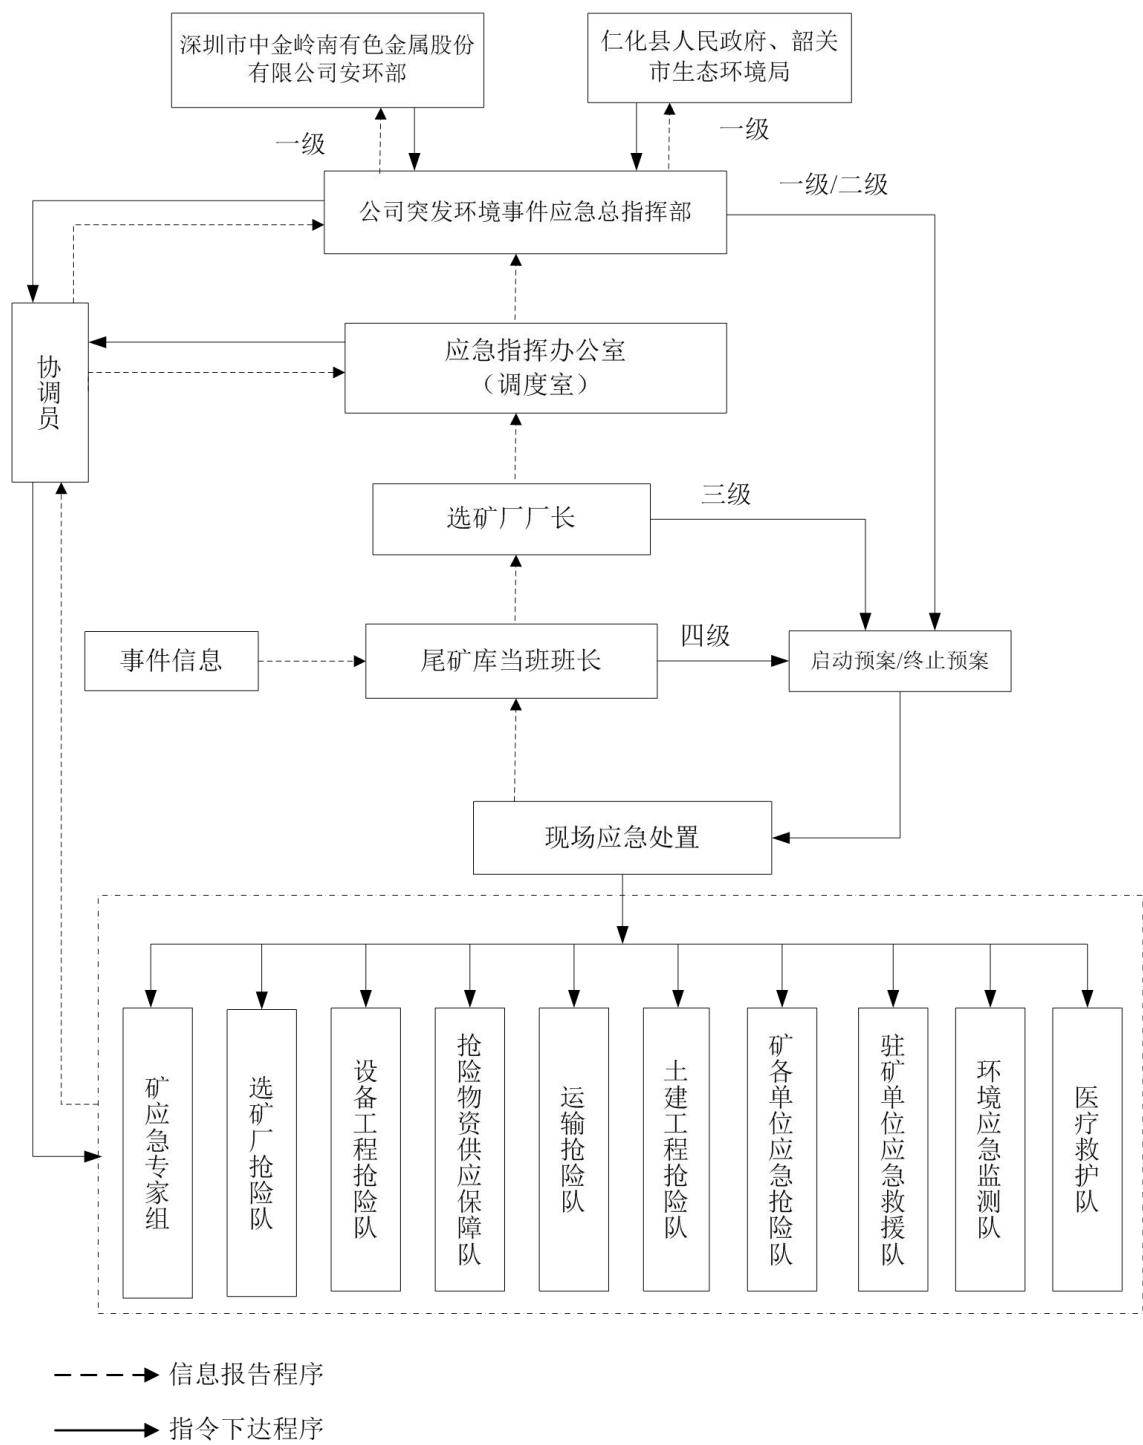 深圳市中金岭南有色金属股份
有限公司安环部
仁化县人民政府、韶关
市生态环境局
一级
一级
一级/二级
公司突发环境事件应急总指挥部
协调员
应急指挥办公室
（调度室）
选矿厂厂长
三级
事件信息
尾矿库当班班长
四级
启动预案/终止预案
现场应急处置
矿应急专家组
选矿厂抢险队
设备工程抢险队
抢险物资供应保障队
运输抢险队
土建工程抢险队
矿各单位应急抢险队
驻矿单位应急救援队
环境应急监测队
医疗救护队
信息报告程序
指令下达程序